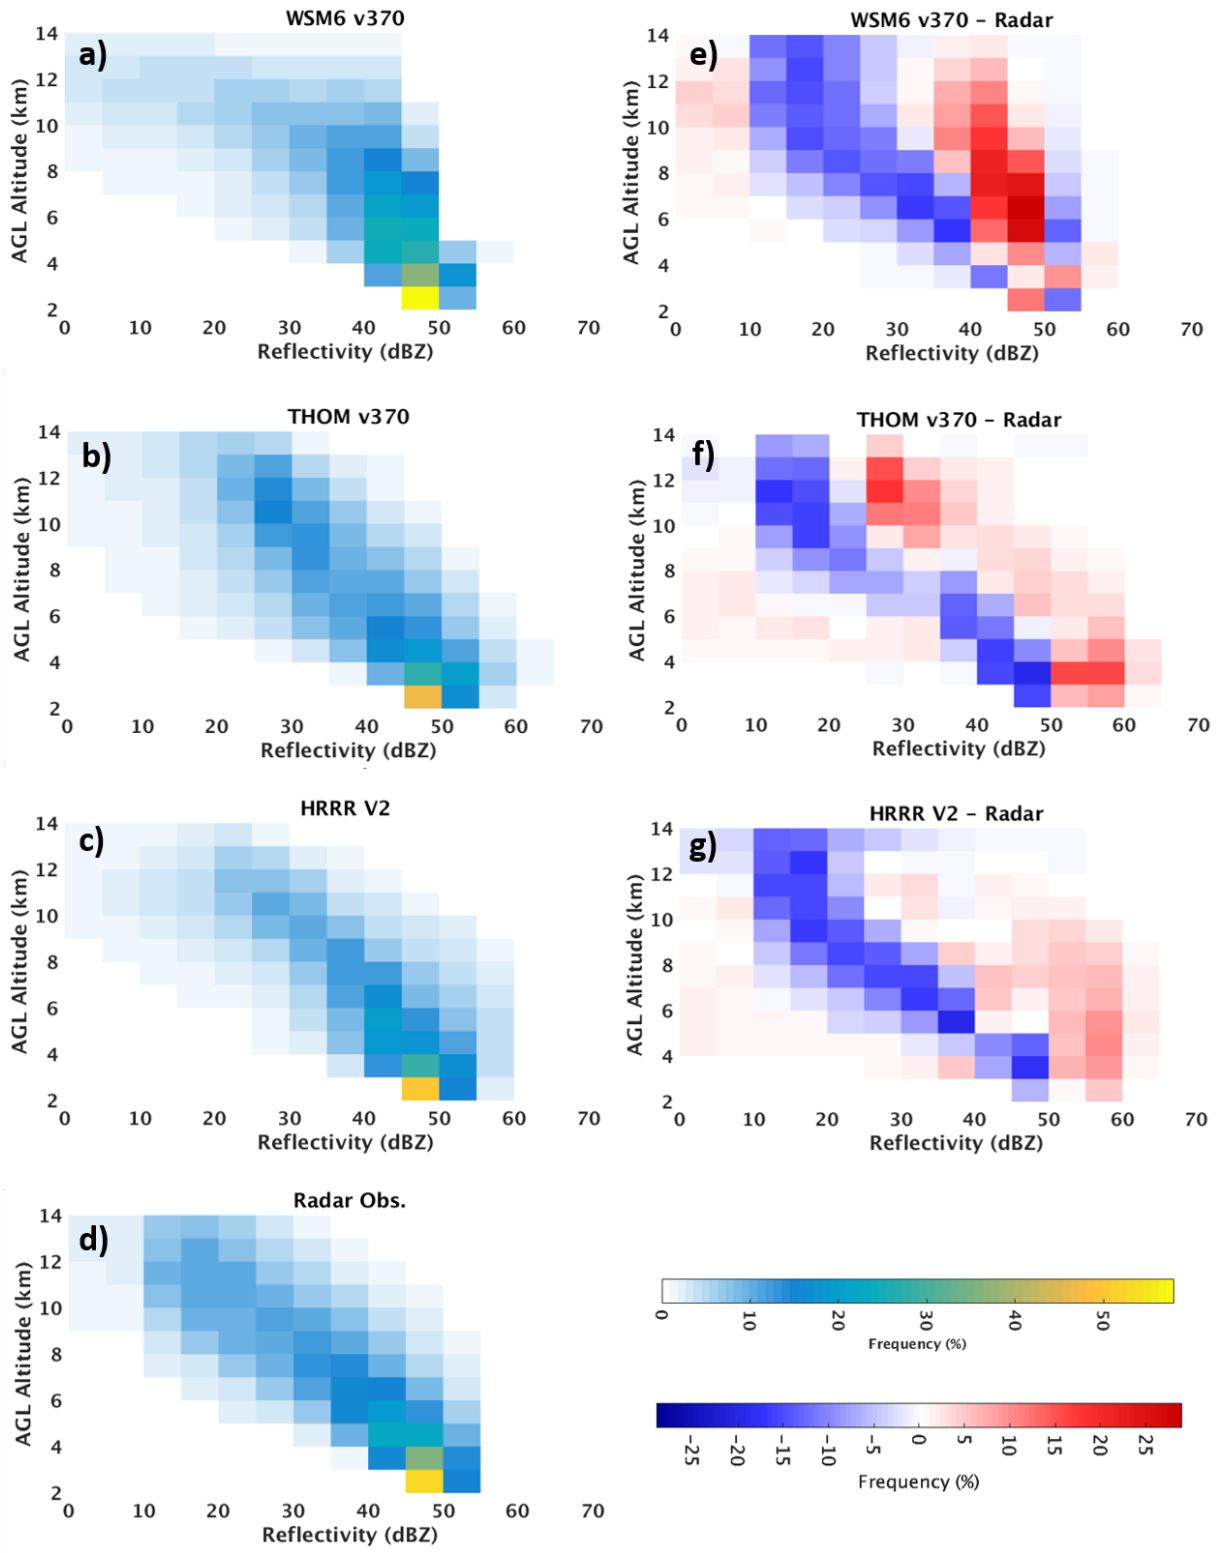 WSM6 v370
a)
14
12
10
8
6
4
2
AGL Altitude (km)
0 10 20 30 40 50 60 70
Reflectivity (dBZ)
WSM6 v370 – Radar
e)
14
12
10
8
6
4
2
AGL Altitude (km)
0 10 20 30 40 50 60 70
Reflectivity (dBZ)
THOM v370
b)
14
12
10
8
6
4
2
AGL Altitude (km)
0 10 20 30 40 50 60 70
Reflectivity (dBZ)
THOM v370 – Radar
f)
14
12
10
8
6
4
2
AGL Altitude (km)
0 10 20 30 40 50 60 70
Reflectivity (dBZ)
HRRR V2
c)
14
12
10
8
6
4
2
AGL Altitude (km)
0 10 20 30 40 50 60 70
Reflectivity (dBZ)
HRRR V2 – Radar
g)
14
12
10
8
6
4
2
AGL Altitude (km)
0 10 20 30 40 50 60 70
Reflectivity (dBZ)
Radar Obs.
d)
14
12
10
8
6
4
2
AGL Altitude (km)
0 10 20 30 40 50 60 70
Reflectivity (dBZ)
0 10 20 30 40 50
Frequency (%)
−25 −20 −15 −10 −5 0 5 10 15 20 25
Frequency (%)